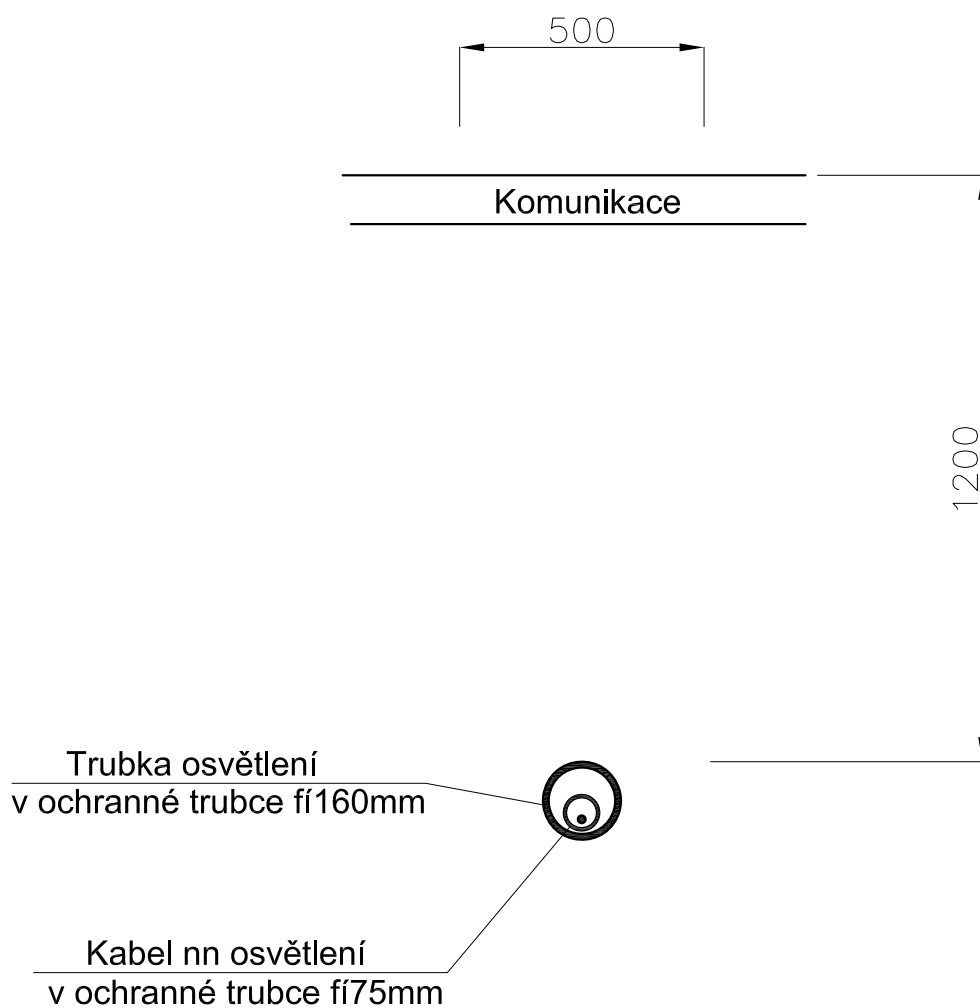 500
Komunikace
1200
Trubka osvětlení
v ochranné trubce fí160mm
Kabel nn osvětlení
v ochranné trubce fí75mm